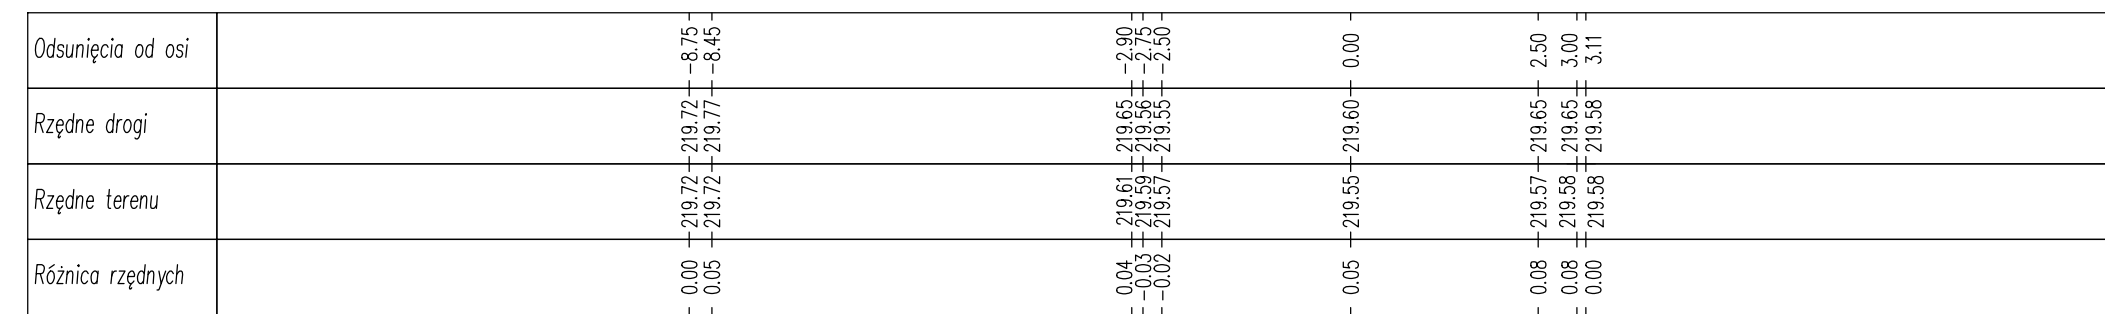 Odsunięcia od osi -8.75 -8.45 -2.90 -2.75 -2.50 0.00 2.50 3.00 3.11
Rzędne drogi 219.72 219.77 219.65 219.56 219.55 219.60 219.65 219.65 219.58
Rzędne terenu 219.72 219.72 219.61 219.59 219.57 219.55 219.57 219.58 219.58
Różnica rzędnych 0.00 0.05 0.04 -0.03 -0.02 0.05 0.08 0.08 0.00